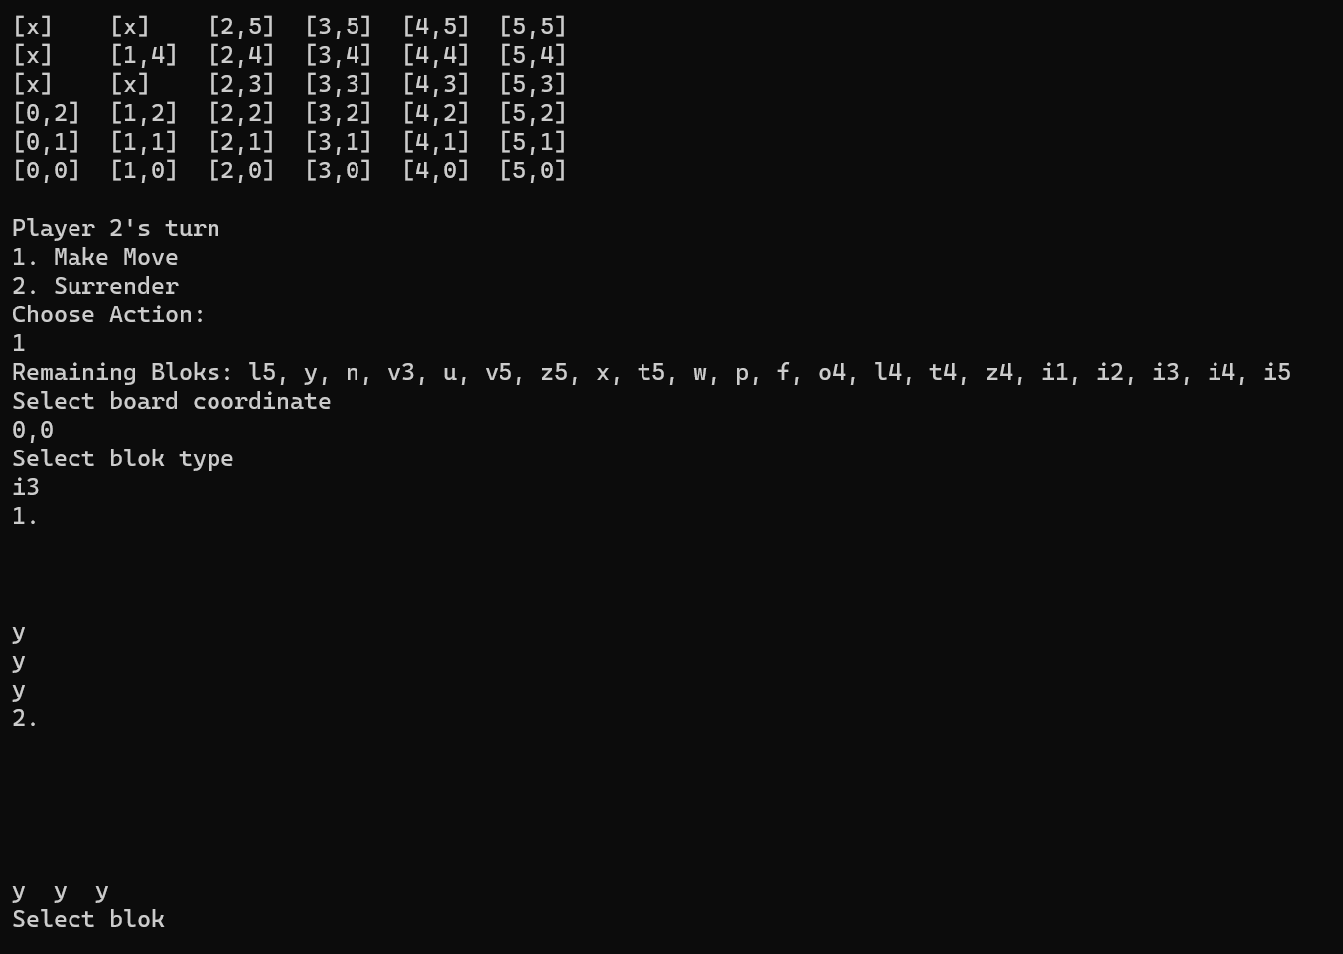 [x] [x] [2,5] [3,5] [4,5] [5,5]
[x] [1,4] [2,4] [3,4] [4,4] [5,4]
[x] [x] [2,3] [3,3] [4,3] [5,3]
[0,2] [1,2] [2,2] [3,2] [4,2] [5,2]
[0,1] [1,1] [2,1] [3,1] [4,1] [5,1]
[0,0] [1,0] [2,0] [3,0] [4,0] [5,0]
Player 2's turn
1. Make Move
2. Surrender
Choose Action:
1
Remaining Bloks: l5, y, n, v3, u, v5, z5, x, t5, w, p, f, o4, l4, t4, z4, i1, i2, i3, i4, i5
Select board coordinate
0,0
Select blok type
i3
1.
y
y
y
2.
y y y
Select blok